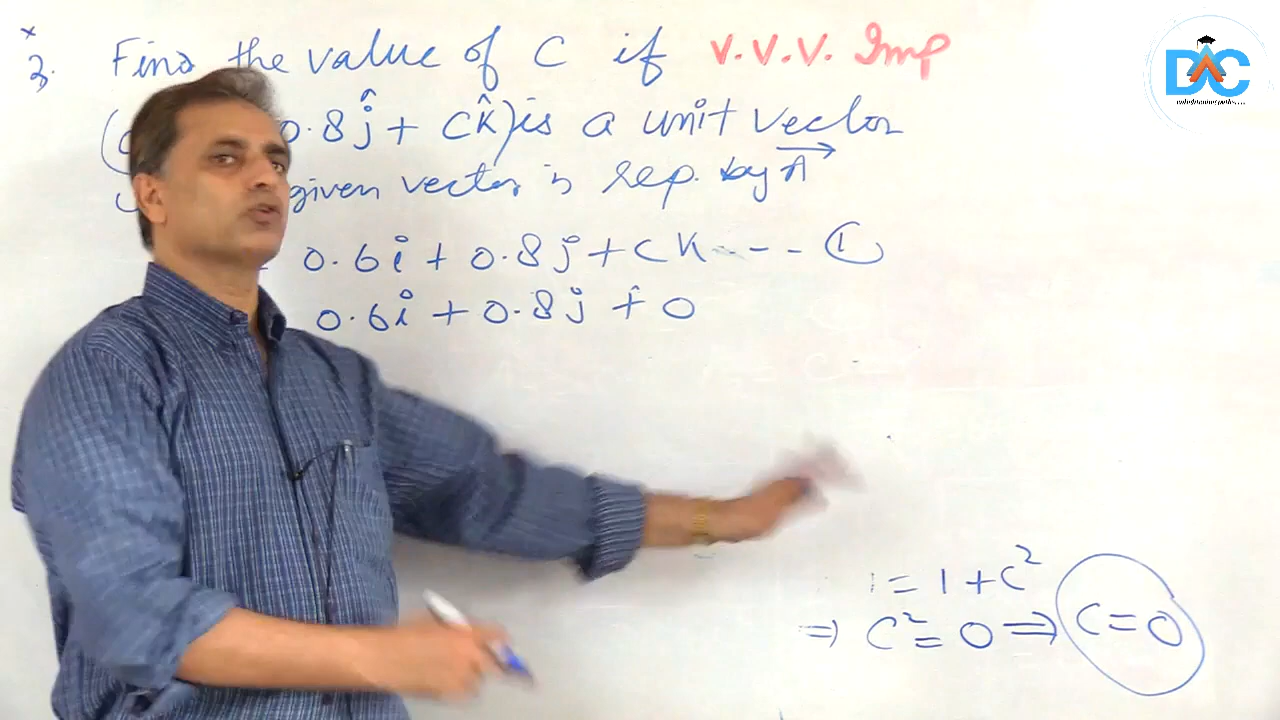 3. Find the value of C if V.V.V. Imp
0.8ĵ + Ck̂) is a unit vector
given vector is rep. by A⃗
0.6i + 0.8j + CK --- ①
0.6i + 0.8j + 0
1 = 1 + C²
⇒ C² = 0 ⇒ C = 0
DAC